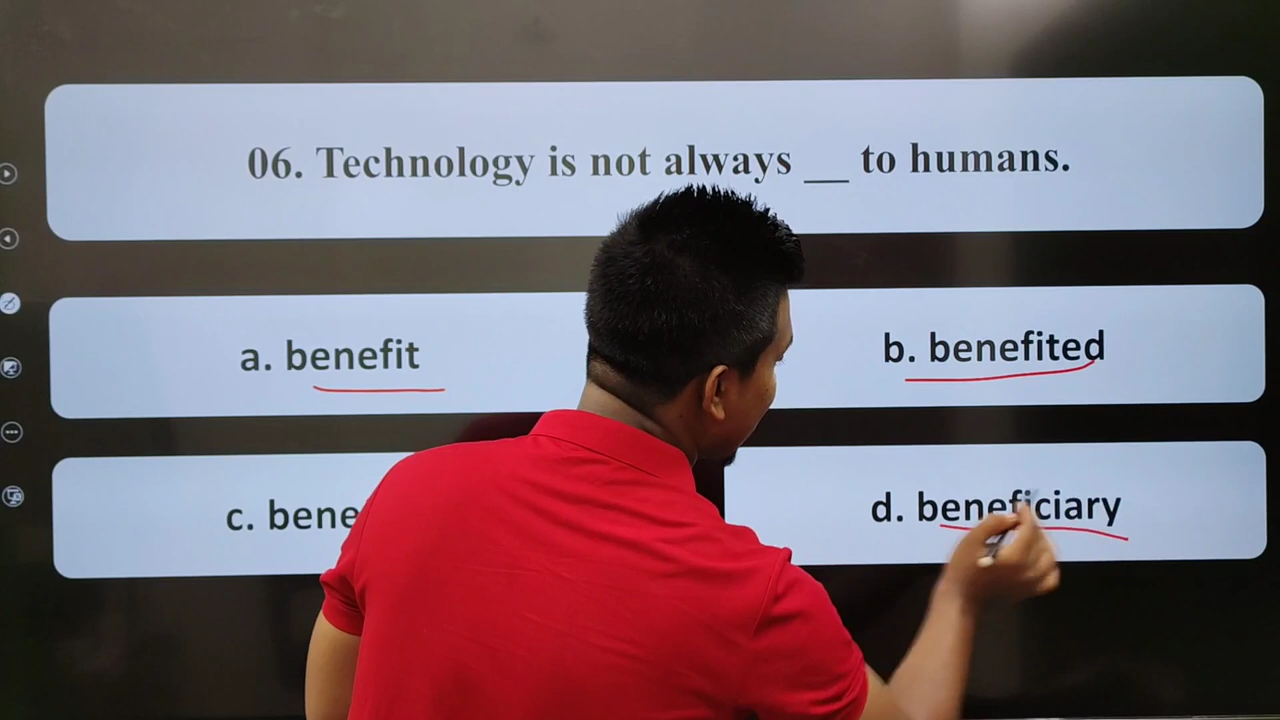 06. Technology is not always __ to humans.
a. benefit
b. benefited
c. bene
d. beneficiary